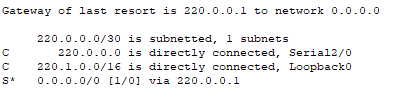 Gateway of last resort is 220.0.0.1 to network 0.0.0.0
220.0.0.0/30 is subnetted, 1 subnets
C 220.0.0.0 is directly connected, Serial2/0
C 220.1.0.0/16 is directly connected, Loopback0
S* 0.0.0.0/0 [1/0] via 220.0.0.1